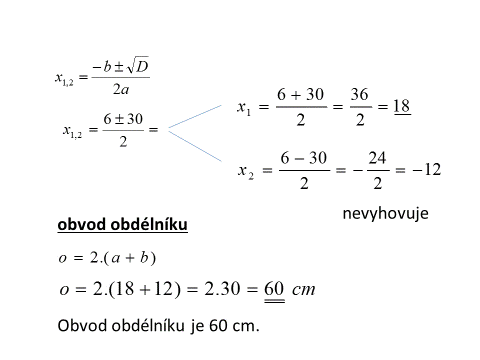 x₁,₂ = (−b ± √D) / 2a
x₁,₂ = (6 ± 30) / 2 =
x₁ = (6 + 30) / 2 = 36 / 2 = 18
x₂ = (6 − 30) / 2 = − 24 / 2 = −12
nevyhovuje
obvod obdélníku
o = 2.(a + b)
o = 2.(18 + 12) = 2.30 = 60 cm
Obvod obdélníku je 60 cm.